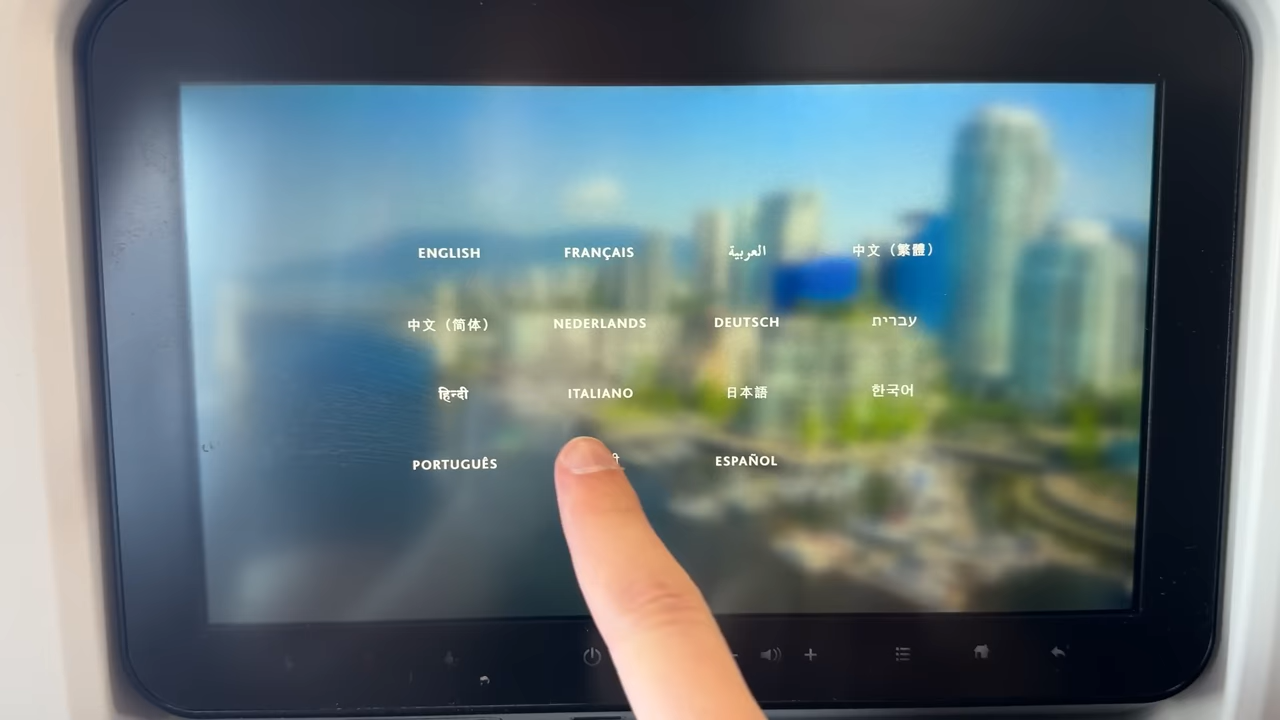 ENGLISH FRANÇAIS العربية 中文（繁體）
中文（简体） NEDERLANDS DEUTSCH עברית
हिन्दी ITALIANO 日本語 한국어
PORTUGUÊS ESPAÑOL